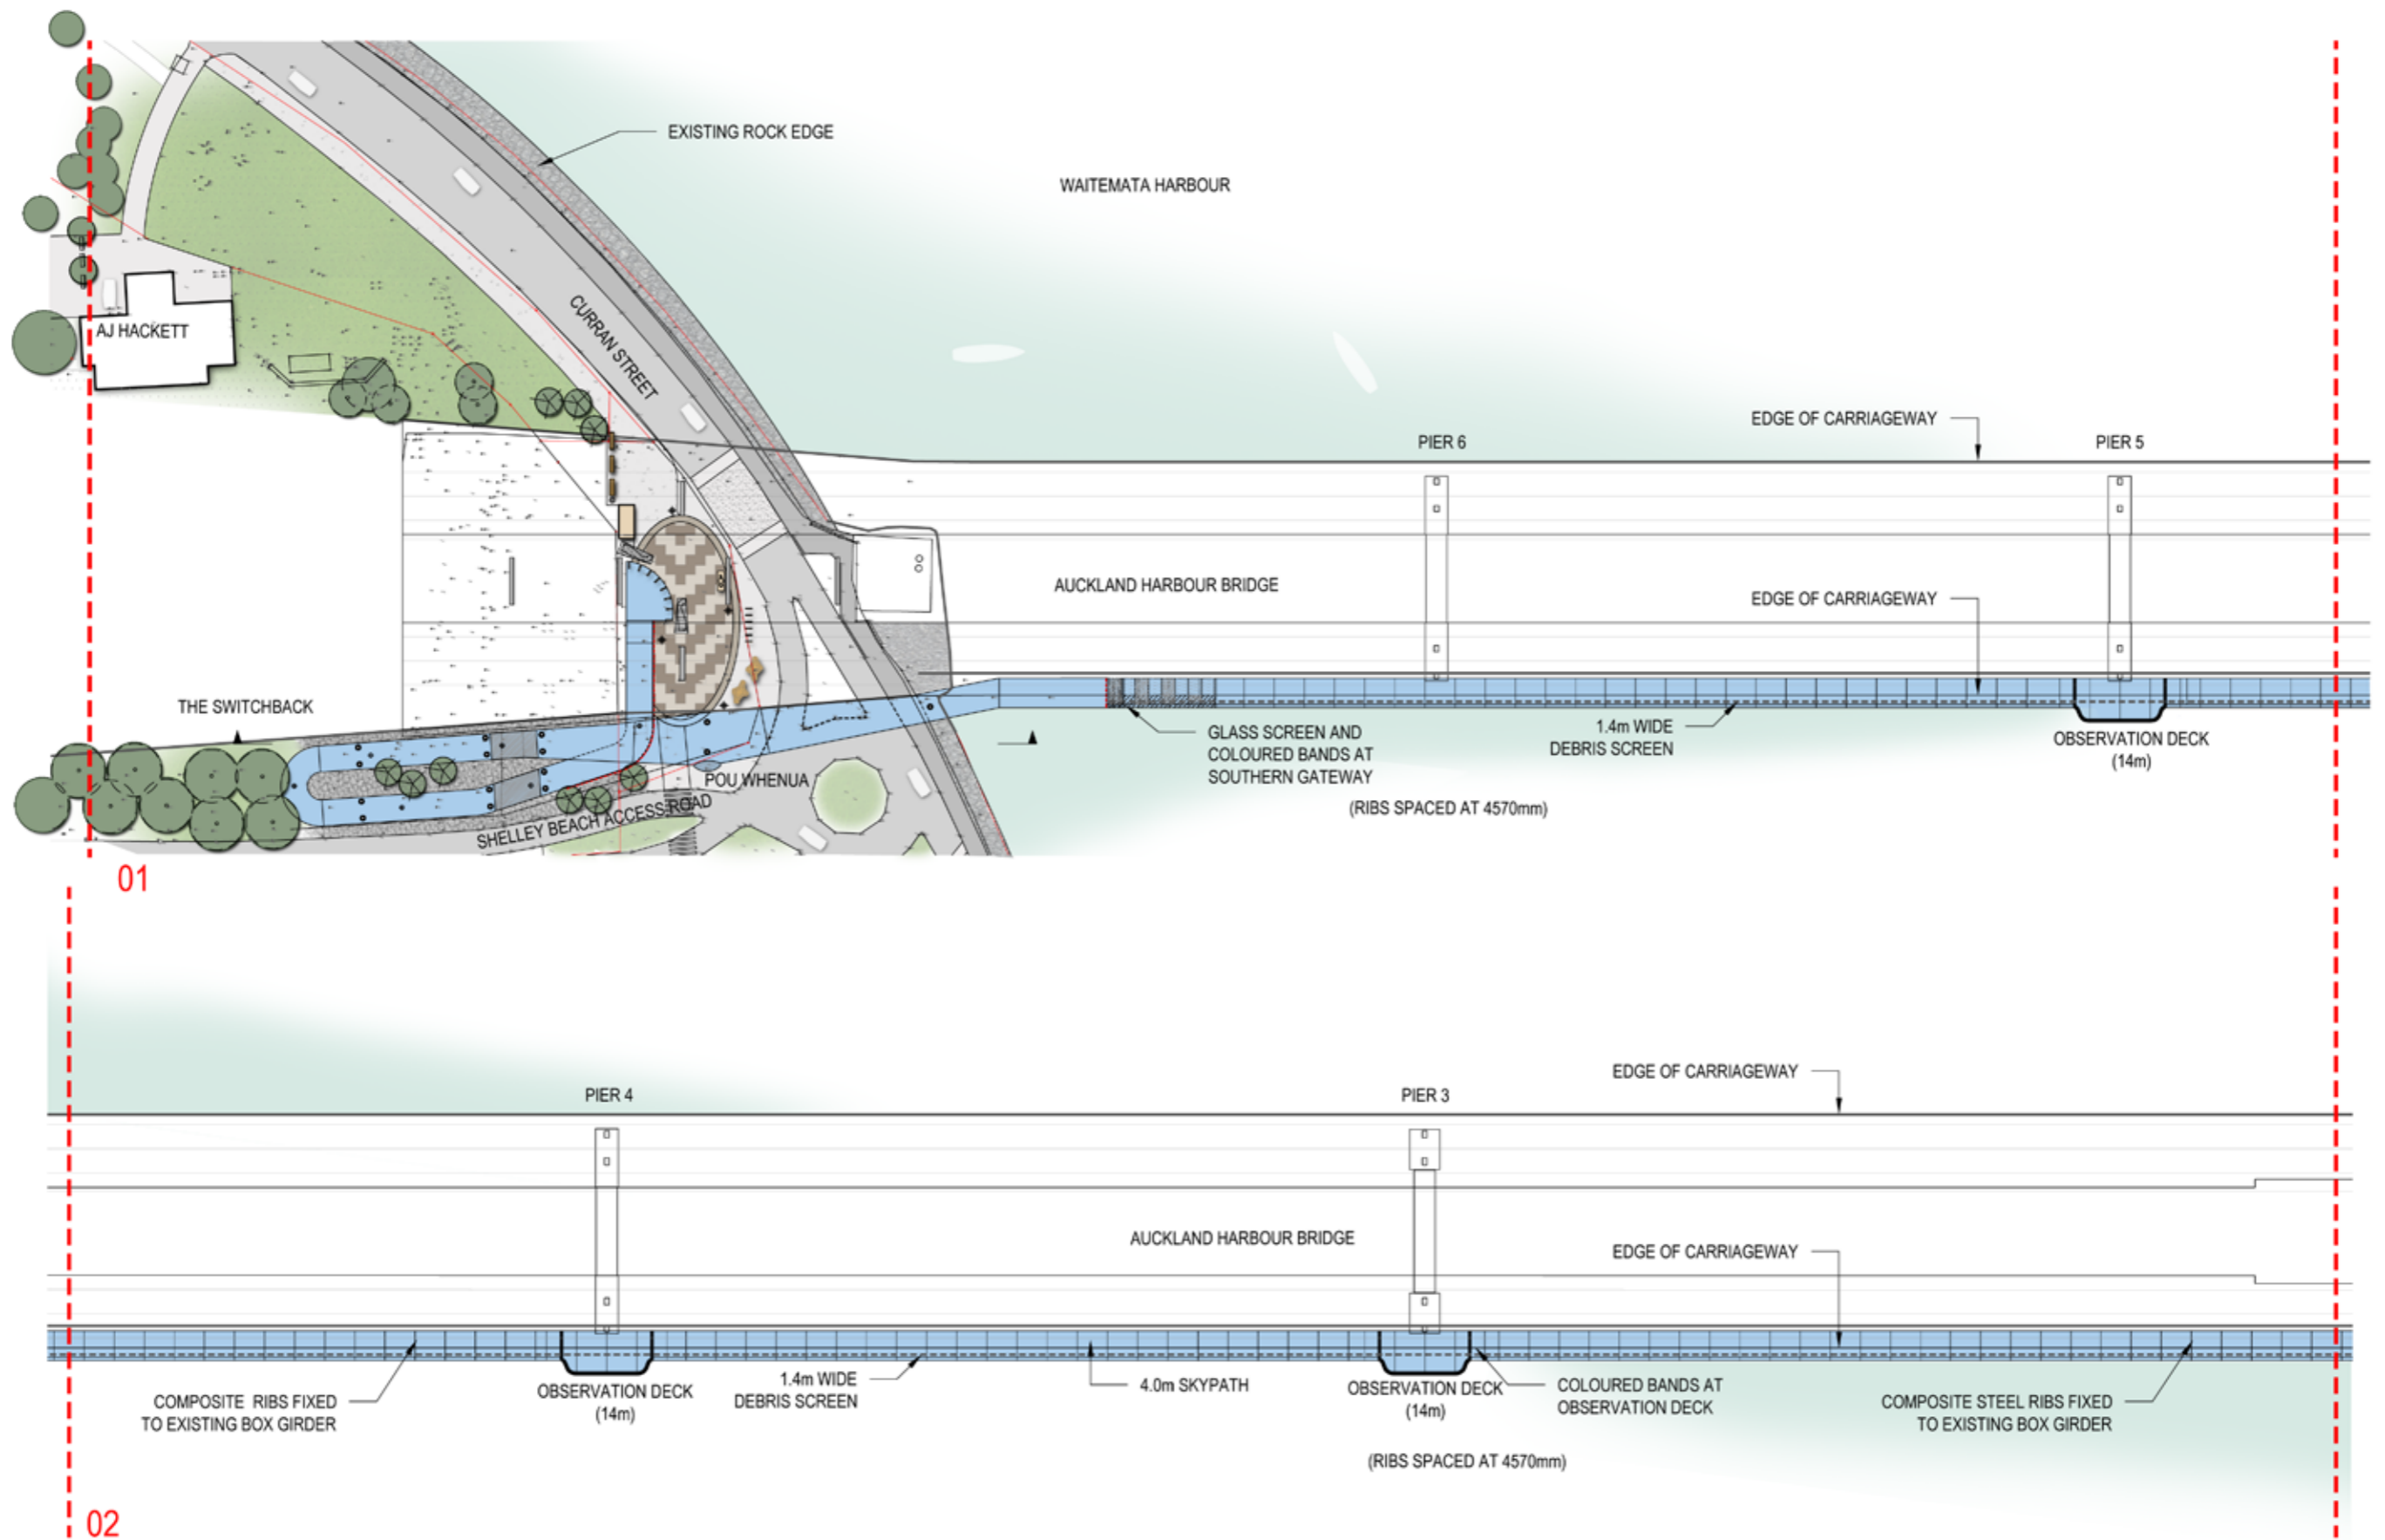 EXISTING ROCK EDGE
WAITEMATA HARBOUR
AJ HACKETT
CURRAN STREET
EDGE OF CARRIAGEWAY
PIER 6
PIER 5
AUCKLAND HARBOUR BRIDGE
EDGE OF CARRIAGEWAY
THE SWITCHBACK
GLASS SCREEN AND
COLOURED BANDS AT
SOUTHERN GATEWAY
1.4m WIDE
DEBRIS SCREEN
OBSERVATION DECK
(14m)
POU WHENUA
(RIBS SPACED AT 4570mm)
SHELLEY BEACH ACCESS ROAD
01
EDGE OF CARRIAGEWAY
PIER 4
PIER 3
AUCKLAND HARBOUR BRIDGE
EDGE OF CARRIAGEWAY
COMPOSITE RIBS FIXED
TO EXISTING BOX GIRDER
OBSERVATION DECK
(14m)
1.4m WIDE
DEBRIS SCREEN
4.0m SKYPATH
OBSERVATION DECK
(14m)
COLOURED BANDS AT
OBSERVATION DECK
COMPOSITE STEEL RIBS FIXED
TO EXISTING BOX GIRDER
(RIBS SPACED AT 4570mm)
02